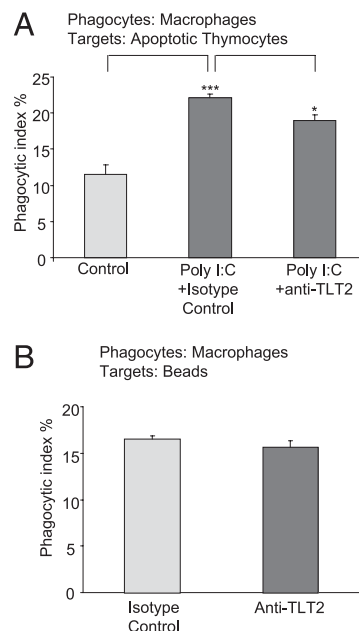 A
Phagocytes: Macrophages
Targets: Apoptotic Thymocytes
Phagocytic index %
25
20
15
10
5
0
***
*
Control
Poly I:C
+Isotype
Control
Poly I:C
+anti-TLT2
B
Phagocytes: Macrophages
Targets: Beads
Phagocytic index %
20
15
10
5
0
Isotype
Control
Anti-TLT2